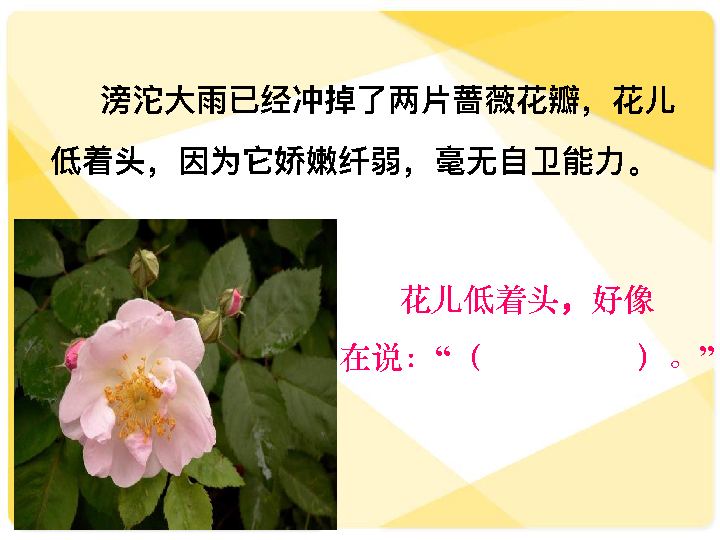 滂沱大雨已经冲掉了两片蔷薇花瓣，花儿
低着头，因为它娇嫩纤弱，毫无自卫能力。
花儿低着头，好像
在说：“（          ）。”